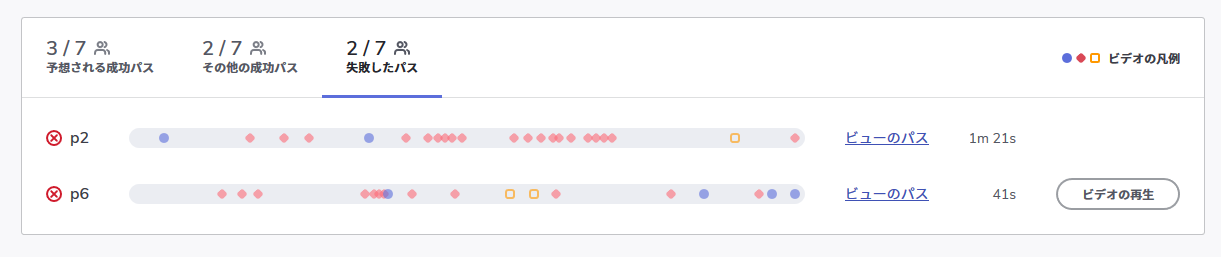 3 / 7
予想される成功パス
2 / 7
その他の成功パス
2 / 7
失敗したパス
ビデオの凡例
p2
ビューのパス
1m 21s
p6
ビューのパス
41s
ビデオの再生